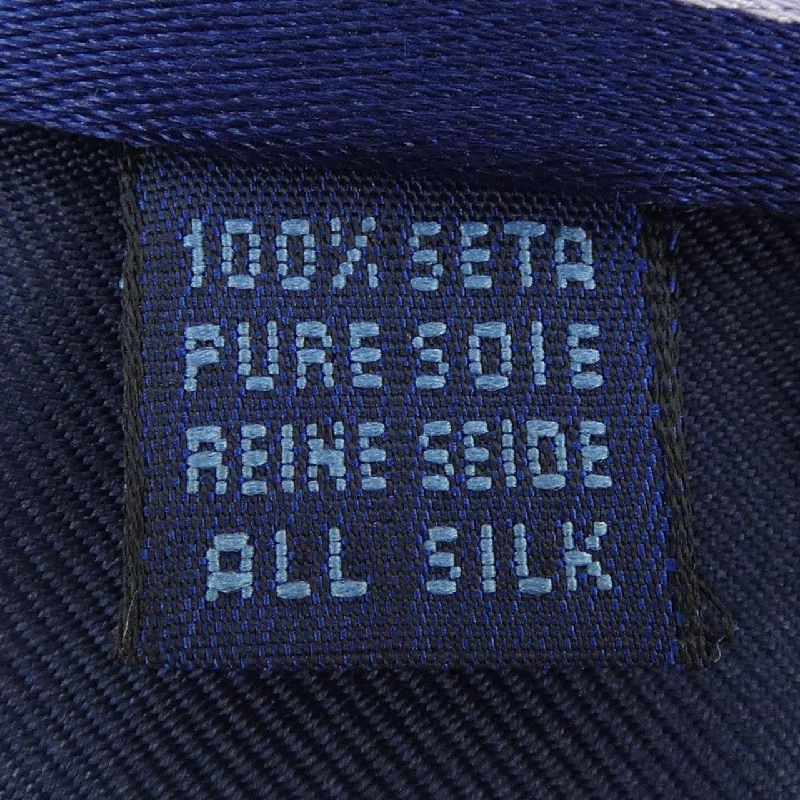 100% SETA
PURE SOIE
REINE SEIDE
ALL SILK